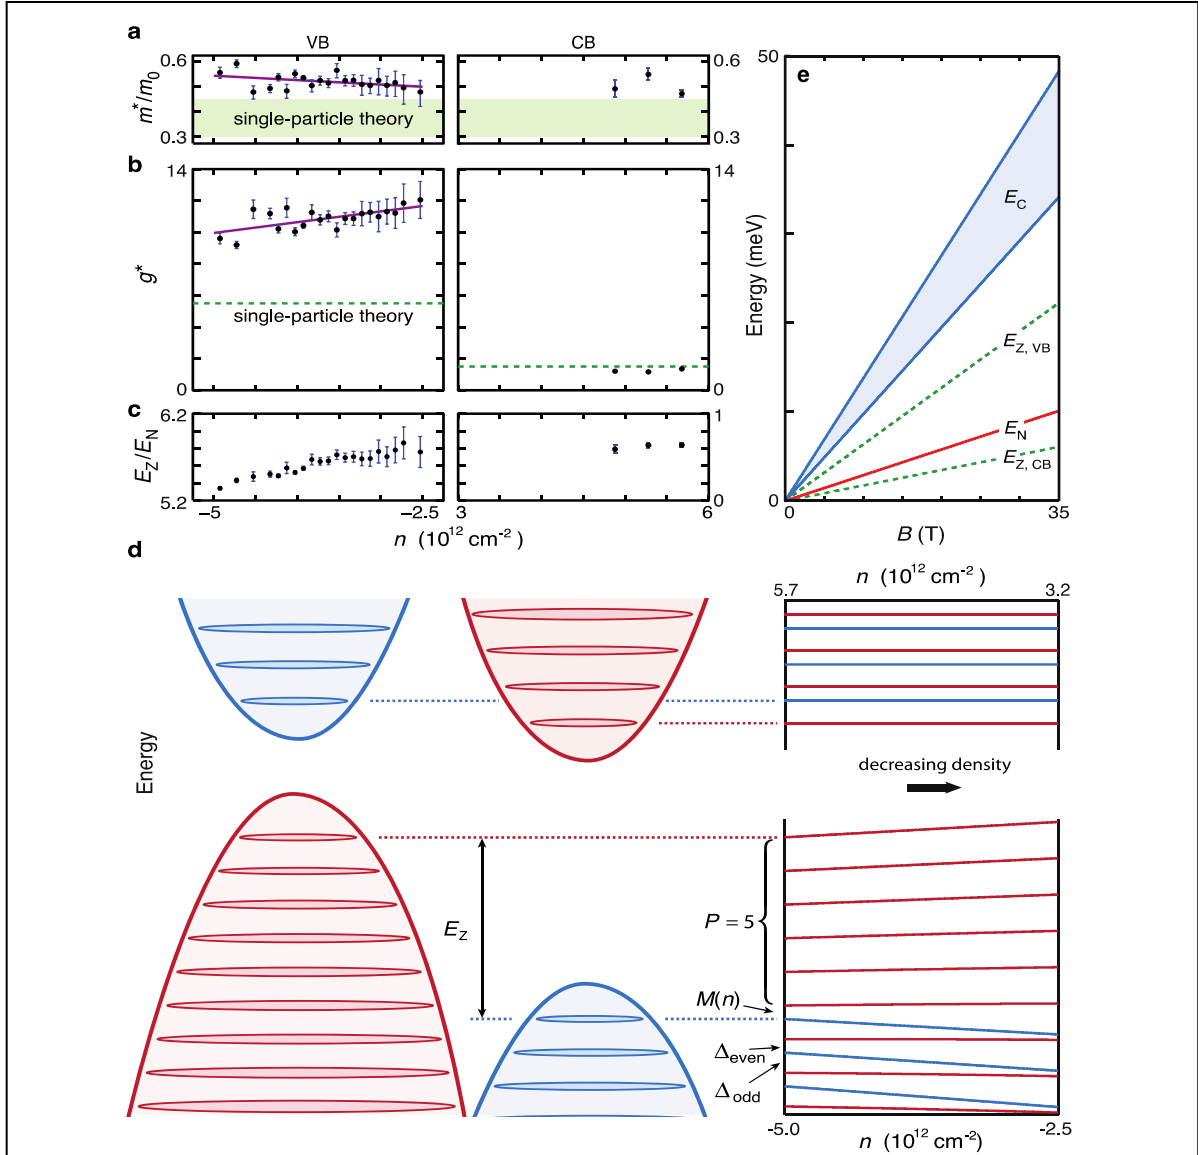 a
VB
CB
0.6
0.3
m*/m0
single-particle theory
0.6
0.3
b
14
0
g*
single-particle theory
14
0
c
6.2
5.2
EZ/EN
1
0
−5
−2.5
3
6
n (10^12 cm^-2)
e
50
0
Energy (meV)
EC
EZ, VB
EN
EZ, CB
0
35
B (T)
d
Energy
EZ
n (10^12 cm^-2)
5.7
3.2
decreasing density
P = 5
M(n)
Δeven
Δodd
-5.0
-2.5
n (10^12 cm^-2)